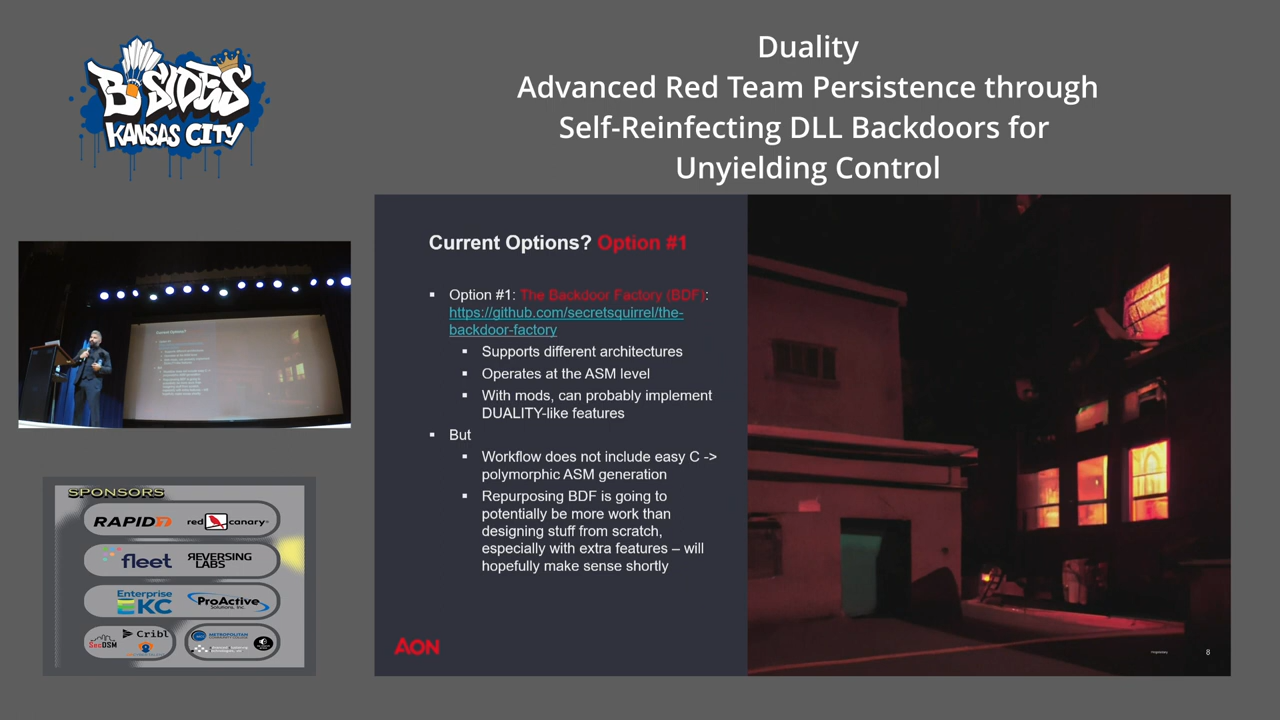 B SIDES
KANSAS CITY
Duality
Advanced Red Team Persistence through
Self-Reinfecting DLL Backdoors for
Unyielding Control
Current Options? Option #1
▪ Option #1: The Backdoor Factory (BDF):
https://github.com/secretsquirrel/the-
backdoor-factory
▪ Supports different architectures
▪ Operates at the ASM level
▪ With mods, can probably implement
DUALITY-like features
▪ But
▪ Workflow does not include easy C ->
polymorphic ASM generation
▪ Repurposing BDF is going to
potentially be more work than
designing stuff from scratch,
especially with extra features – will
hopefully make sense shortly
AON
8
Current Options?
SPONSORS
RAPID7
red canary
fleet
REVERSING
LABS
Enterprise
KC
ProActive
Solutions, Inc.
SecDSM
Cribl
METROPOLITAN